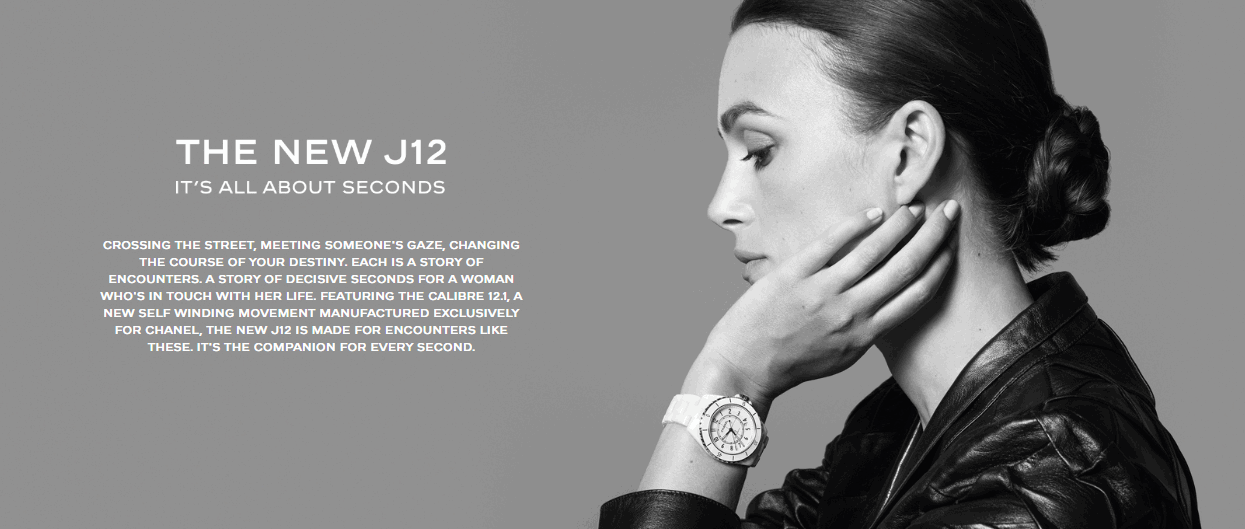 THE NEW J12
IT'S ALL ABOUT SECONDS
CROSSING THE STREET, MEETING SOMEONE'S GAZE, CHANGING
THE COURSE OF YOUR DESTINY. EACH IS A STORY OF
ENCOUNTERS. A STORY OF DECISIVE SECONDS FOR A WOMAN
WHO'S IN TOUCH WITH HER LIFE. FEATURING THE CALIBRE 12.1, A
NEW SELF WINDING MOVEMENT MANUFACTURED EXCLUSIVELY
FOR CHANEL, THE NEW J12 IS MADE FOR ENCOUNTERS LIKE
THESE. IT'S THE COMPANION FOR EVERY SECOND.